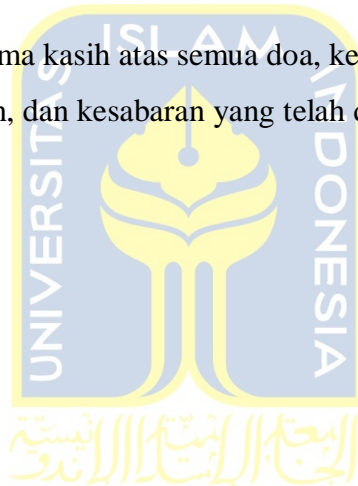 ISLAM
ma kasih atas semua doa, ke
n, dan kesabaran yang telah d
UNIVERSITAS
INDONESIA